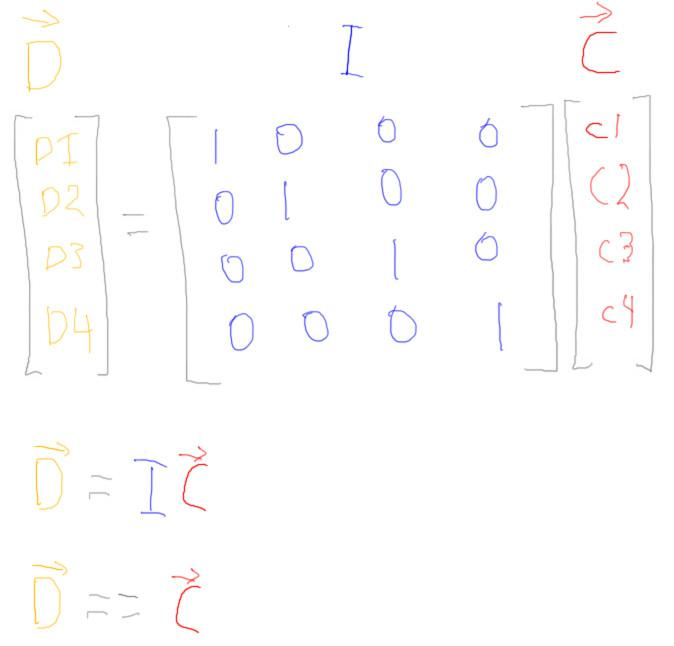 D I C
DI 1 0 0 0 c1
D2 = 0 1 0 0 C2
D3 0 0 1 0 c3
D4 0 0 0 1 c4
D = I C
D == C